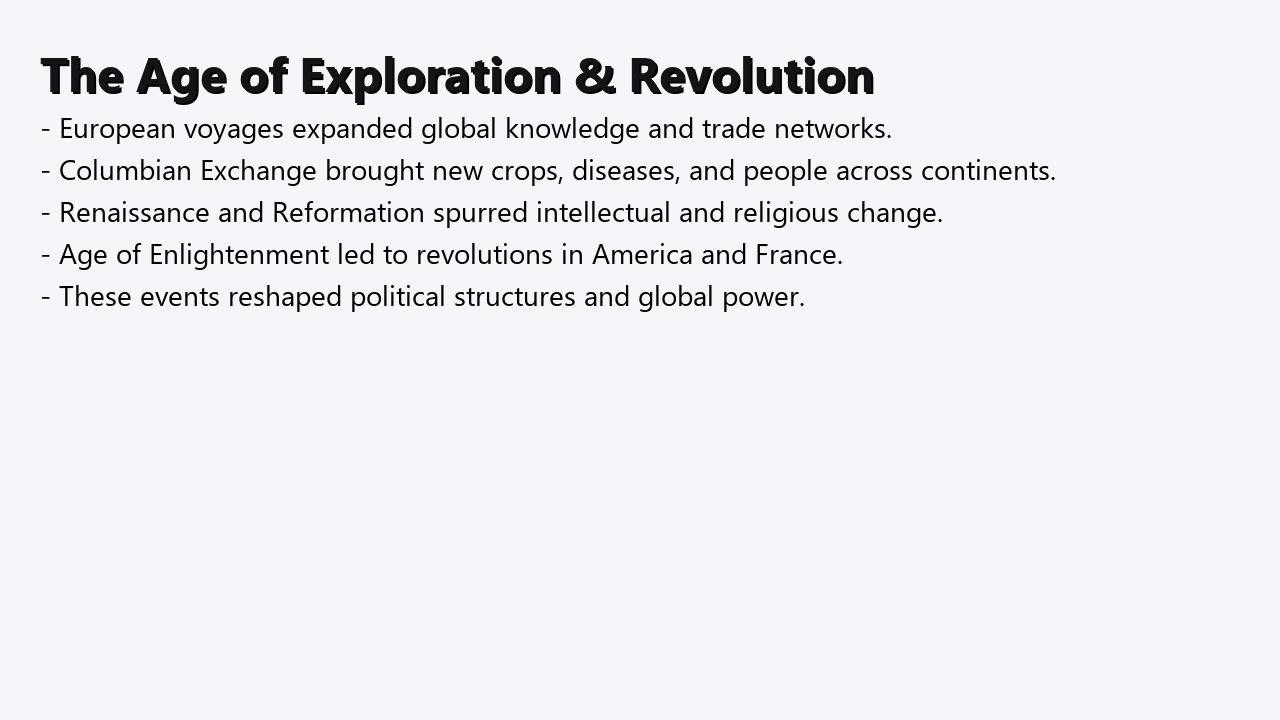 The Age of Exploration & Revolution
- European voyages expanded global knowledge and trade networks.
- Columbian Exchange brought new crops, diseases, and people across continents.
- Renaissance and Reformation spurred intellectual and religious change.
- Age of Enlightenment led to revolutions in America and France.
- These events reshaped political structures and global power.